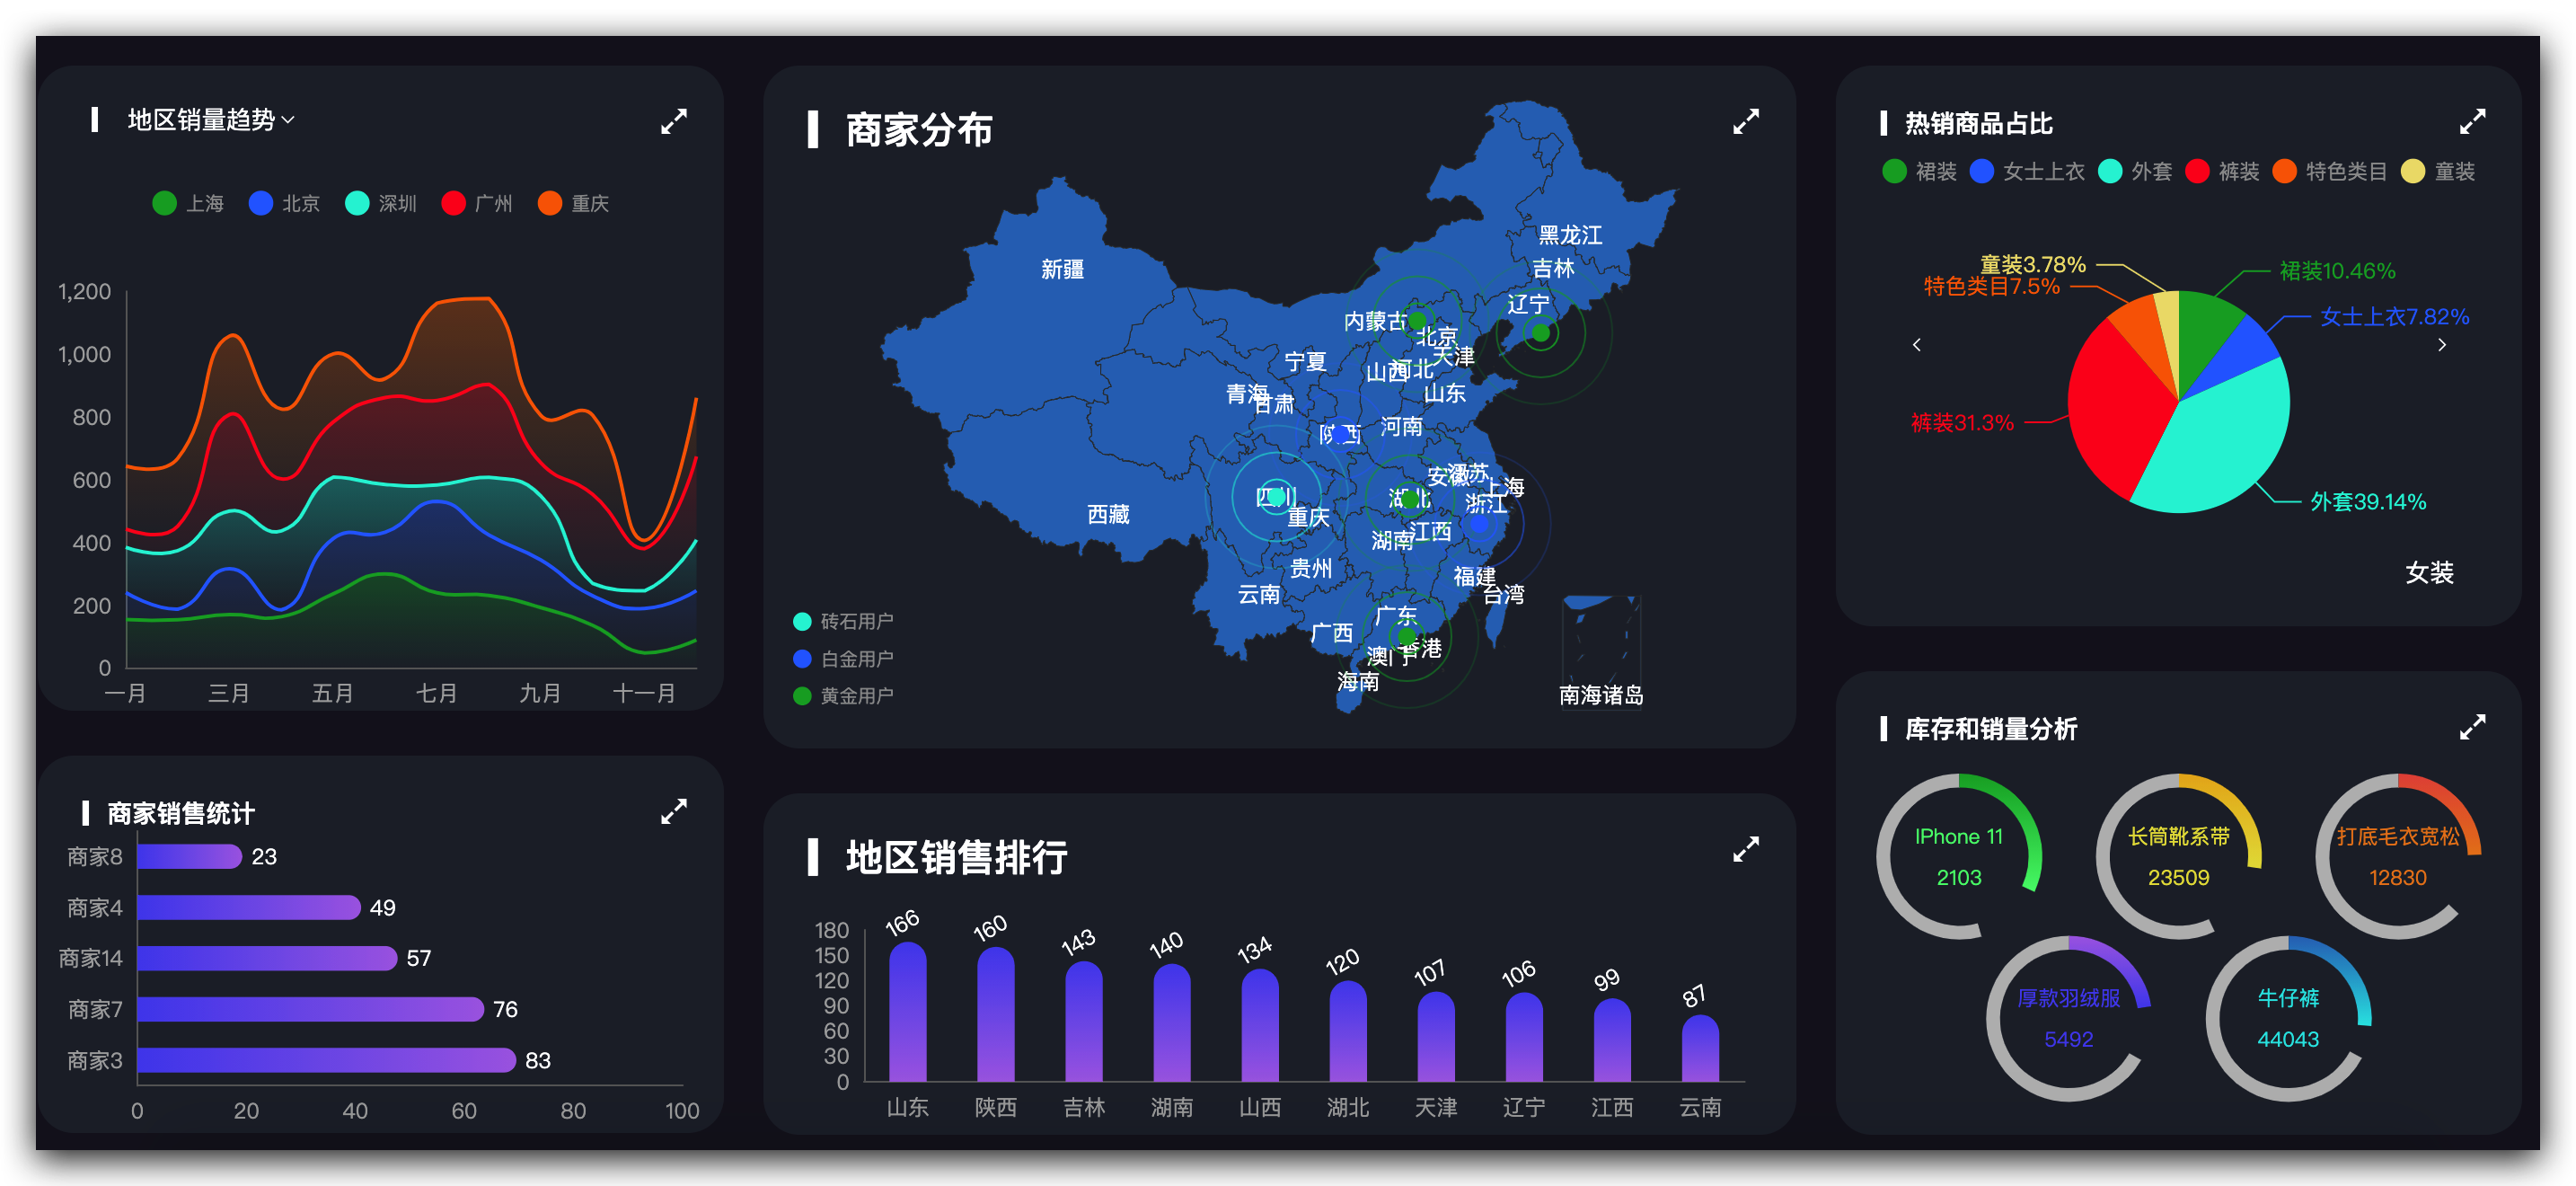 地区销量趋势
上海 北京 深圳 广州 重庆
1,200
1,000
800
600
400
200
0
一月 三月 五月 七月 九月 十一月
商家销售统计
商家8 23
商家4 49
商家14 57
商家7 76
商家3 83
0 20 40 60 80 100
商家分布
黑龙江
新疆
吉林
辽宁
内蒙古
北京
天津
宁夏
山西
河北
青海
甘肃
山东
陕西
河南
安徽
江苏
四川
湖北
上海
浙江
西藏
重庆
湖南
江西
贵州
福建
云南
台湾
广东
广西
香港
澳门
海南
南海诸岛
砖石用户
白金用户
黄金用户
地区销售排行
180
150
120
90
60
30
0
166 160 143 140 134 120 107 106 99 87
山东 陕西 吉林 湖南 山西 湖北 天津 辽宁 江西 云南
热销商品占比
裙装 女士上衣 外套 裤装 特色类目 童装
童装3.78%
裙装10.46%
特色类目7.5%
女士上衣7.82%
裤装31.3%
外套39.14%
女装
库存和销量分析
IPhone 11
2103
长筒靴系带
23509
打底毛衣宽松
12830
厚款羽绒服
5492
牛仔裤
44043